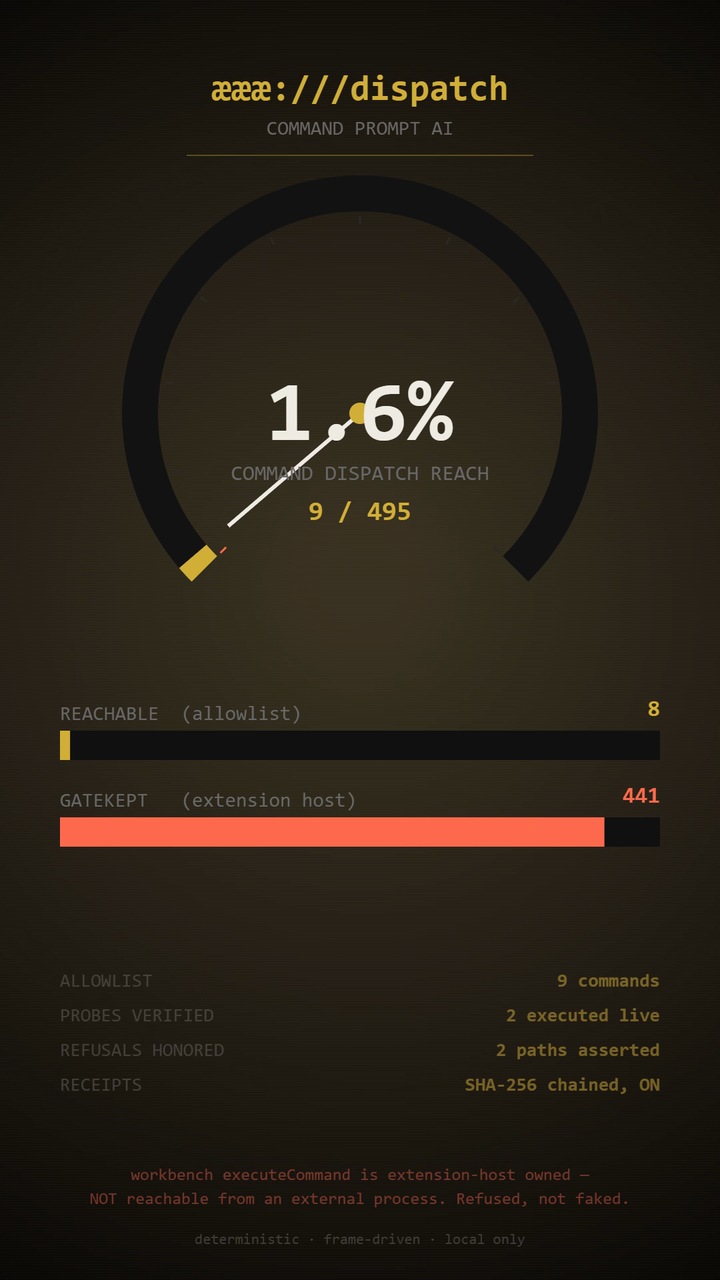 æææ:///dispatch
COMMAND PROMPT AI
1.6%
COMMAND DISPATCH REACH
9 / 495
REACHABLE (allowlist) 8
GATEKEPT (extension host) 441
ALLOWLIST 9 commands
PROBES VERIFIED 2 executed live
REFUSALS HONORED 2 paths asserted
RECEIPTS SHA-256 chained, ON
workbench executeCommand is extension-host owned —
NOT reachable from an external process. Refused, not faked.
deterministic · frame-driven · local only